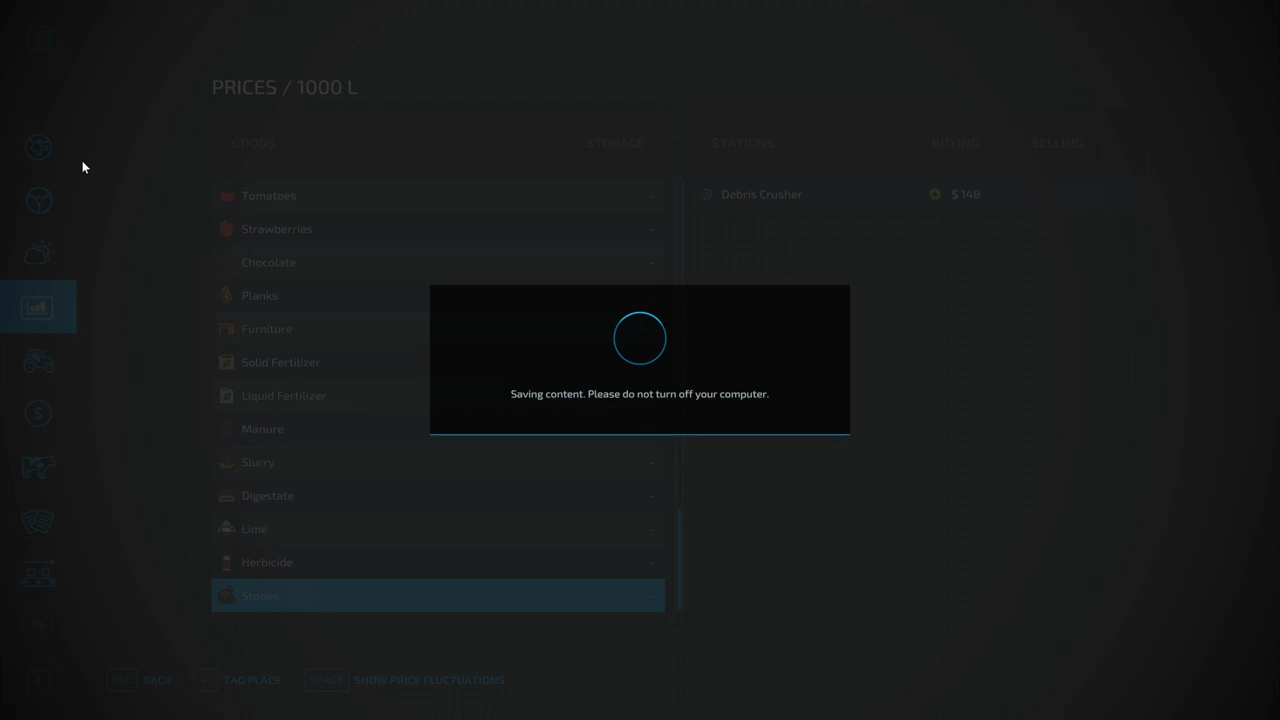 PRICES / 1000 L
GOODS STORAGE STATIONS BUYING SELLING
Tomatoes - Debris Crusher $ 148
Strawberries -
Chocolate -
Planks
Furniture
Solid Fertilizer
Liquid Fertilizer
Saving content. Please do not turn off your computer.
Manure -
Slurry -
Digestate -
Lime -
Herbicide -
Stones -
ESC BACK TAG PLACE SPACE SHOW PRICE FLUCTUATIONS